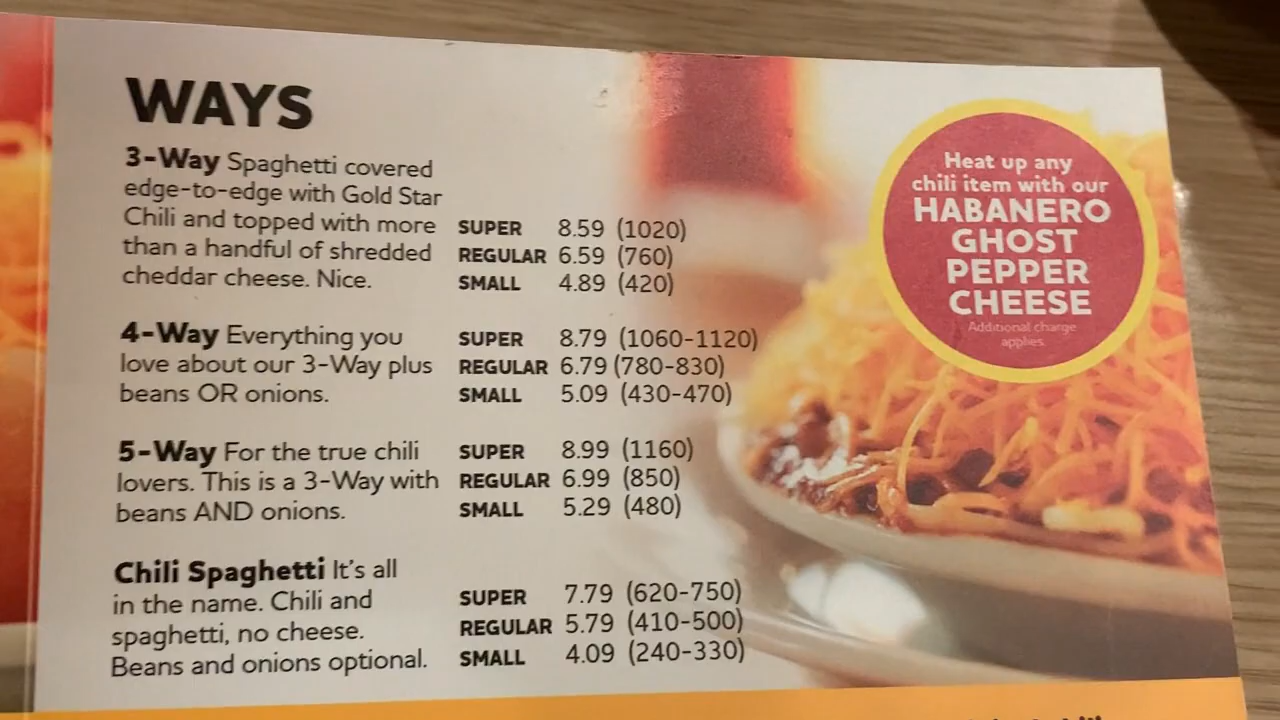 WAYS
3-Way Spaghetti covered
edge-to-edge with Gold Star
Chili and topped with more
than a handful of shredded
cheddar cheese. Nice.
SUPER 8.59 (1020)
REGULAR 6.59 (760)
SMALL 4.89 (420)
4-Way Everything you
love about our 3-Way plus
beans OR onions.
SUPER 8.79 (1060-1120)
REGULAR 6.79 (780-830)
SMALL 5.09 (430-470)
5-Way For the true chili
lovers. This is a 3-Way with
beans AND onions.
SUPER 8.99 (1160)
REGULAR 6.99 (850)
SMALL 5.29 (480)
Chili Spaghetti It's all
in the name. Chili and
spaghetti, no cheese.
Beans and onions optional.
SUPER 7.79 (620-750)
REGULAR 5.79 (410-500)
SMALL 4.09 (240-330)
Heat up any
chili item with our
HABANERO
GHOST
PEPPER
CHEESE
Additional charge
applies.